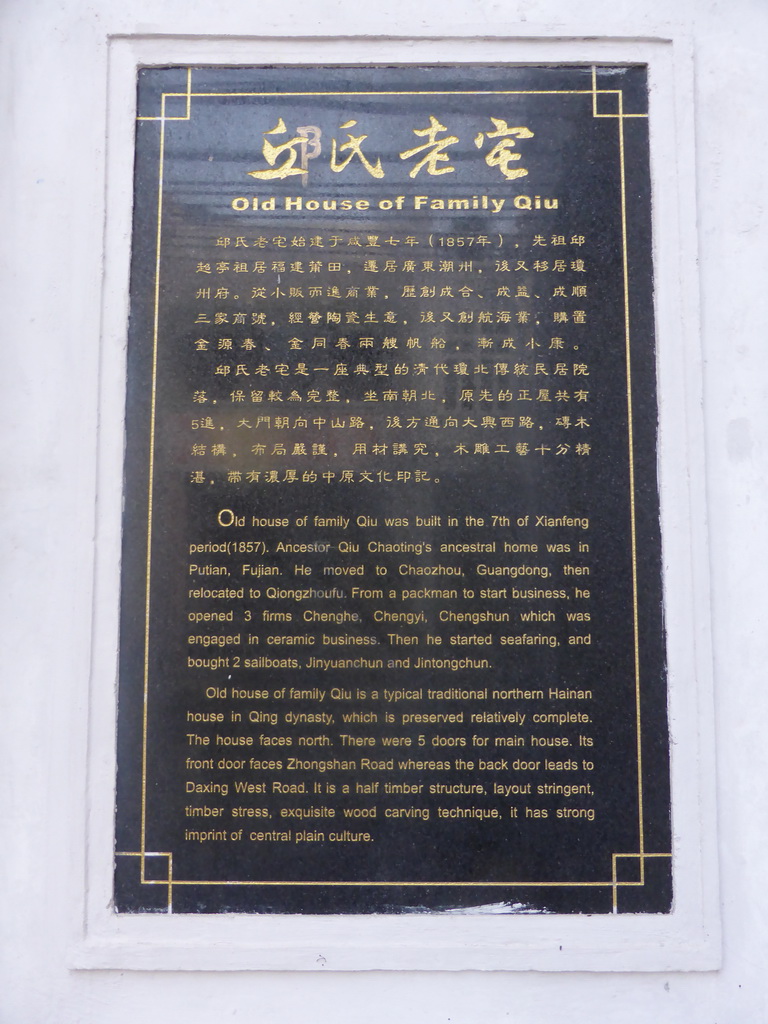 邱氏老宅
Old House of Family Qiu
邱氏老宅始建于咸豐七年（1857年），先祖邱
超亭祖居福建莆田，遷居廣東潮州，後又移居瓊
州府。從小販而進商業，歷創成合、成益、成順
三家商號，經營陶瓷生意，後又創航海業，購置
金源春、金同春兩艘帆船，漸成小康。
邱氏老宅是一座典型的清代瓊北傳統民居院
落，保留較為完整，坐南朝北，原先的正屋共有
5進，大門朝向中山路，後方通向大興西路，磚木
結構，布局嚴謹，用材講究，木雕工藝十分精
湛，帶有濃厚的中原文化印記。
Old house of family Qiu was built in the 7th of Xianfeng
period(1857). Ancestor Qiu Chaoting's ancestral home was in
Putian, Fujian. He moved to Chaozhou, Guangdong, then
relocated to Qiongzhoufu. From a packman to start business, he
opened 3 firms Chenghe, Chengyi, Chengshun which was
engaged in ceramic business. Then he started seafaring, and
bought 2 sailboats, Jinyuanchun and Jintongchun.
Old house of family Qiu is a typical traditional northern Hainan
house in Qing dynasty, which is preserved relatively complete.
The house faces north. There were 5 doors for main house. Its
front door faces Zhongshan Road whereas the back door leads to
Daxing West Road. It is a half timber structure, layout stringent,
timber stress, exquisite wood carving technique, it has strong
imprint of central plain culture.